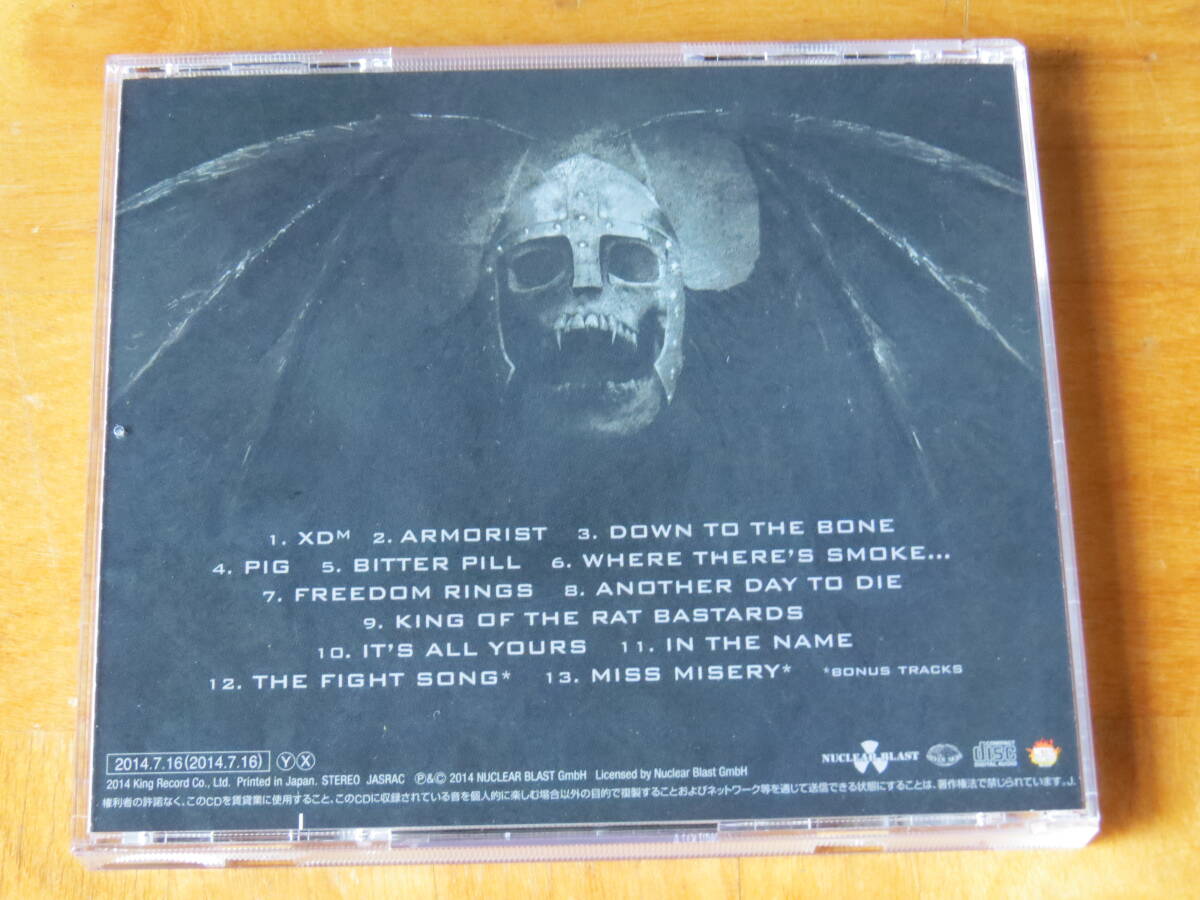 1. XDᴹ 2. ARMORIST 3. DOWN TO THE BONE
4. PIG 5. BITTER PILL 6. WHERE THERE'S SMOKE...
7. FREEDOM RINGS 8. ANOTHER DAY TO DIE
9. KING OF THE RAT BASTARDS
10. IT'S ALL YOURS 11. IN THE NAME
12. THE FIGHT SONG* 13. MISS MISERY* *BONUS TRACKS
2014.7.16(2014.7.16) Ⓨ Ⓧ
NUCLEAR BLAST
COMPACT disc DIGITAL AUDIO
2014 King Record Co., Ltd. Printed in Japan. STEREO JASRAC Ⓟ&© 2014 NUCLEAR BLAST GmbH Licensed by Nuclear Blast GmbH
権利者の許諾なく、このCDを賃貸業に使用すること、このCDに収録されている音を個人的に楽しむ場合以外の目的で複製することおよびネットワーク等を通じて送信できる状態にすることは、著作権法で禁じられています。J.